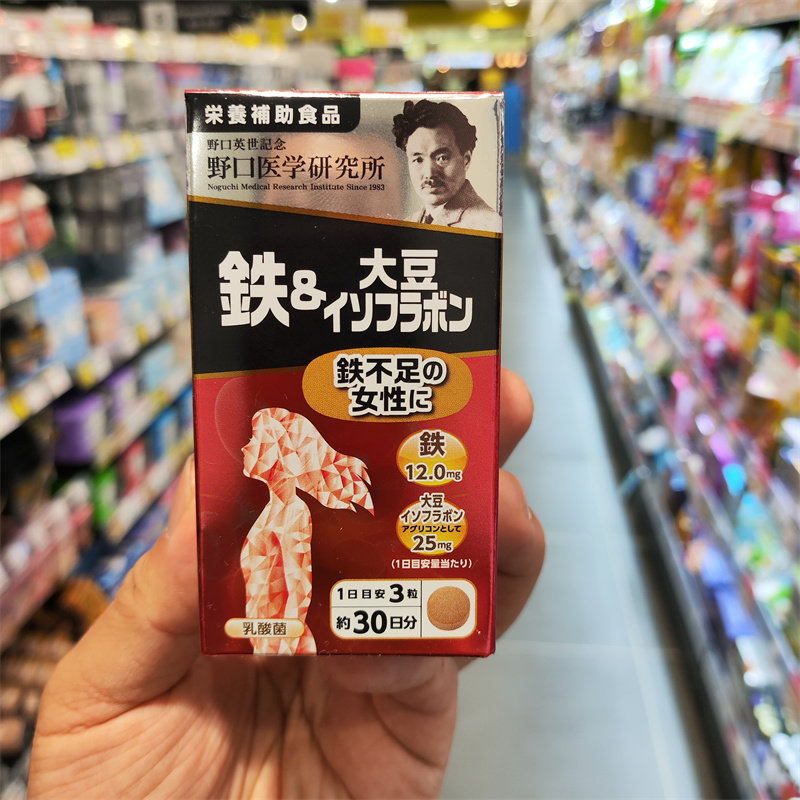 栄養補助食品
野口英世記念
野口医学研究所
Noguchi Medical Research Institute Since 1983
鉄&大豆
イソフラボン
鉄不足の
女性に
鉄
12.0mg
大豆
イソフラボン
アグリコンとして
25mg
(1日目安量当たり)
1日目安3粒
約30日分
乳酸菌